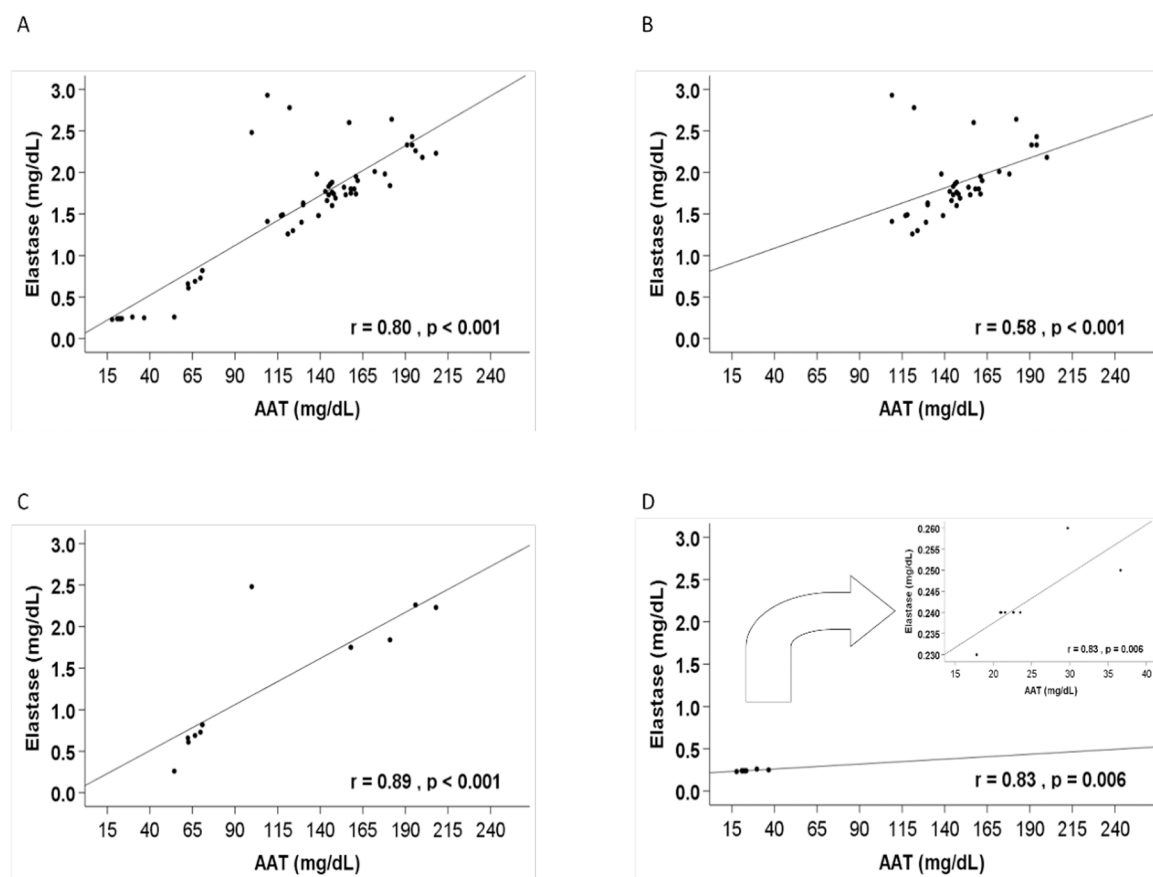 A
Elastase (mg/dL)
3.0
2.5
2.0
1.5
1.0
0.5
0.0
r = 0.80 , p < 0.001
15 40 65 90 115 140 165 190 215 240
AAT (mg/dL)
B
Elastase (mg/dL)
3.0
2.5
2.0
1.5
1.0
0.5
0.0
r = 0.58 , p < 0.001
15 40 65 90 115 140 165 190 215 240
AAT (mg/dL)
C
Elastase (mg/dL)
3.0
2.5
2.0
1.5
1.0
0.5
0.0
r = 0.89 , p < 0.001
15 40 65 90 115 140 165 190 215 240
AAT (mg/dL)
D
Elastase (mg/dL)
3.0
2.5
2.0
1.5
1.0
0.5
0.0
Elastase (mg/dL)
0.260
0.255
0.250
0.245
0.240
0.235
0.230
r = 0.83 , p = 0.006
15 20 25 30 35 40
AAT (mg/dL)
r = 0.83 , p = 0.006
15 40 65 90 115 140 165 190 215 240
AAT (mg/dL)